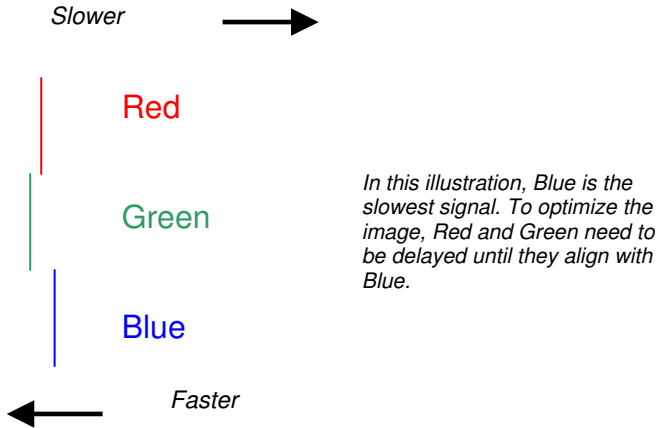 Slower
Red
Green
In this illustration, Blue is the
slowest signal. To optimize the
image, Red and Green need to
be delayed until they align with
Blue.
Blue
Faster